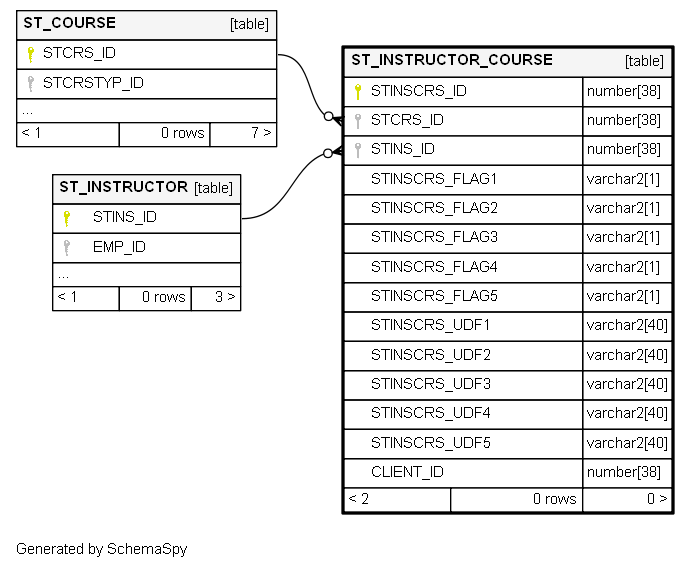 ST_COURSE [table]
STCRS_ID
STCRSTYP_ID
...
< 1 0 rows 7 >
ST_INSTRUCTOR [table]
STINS_ID
EMP_ID
...
< 1 0 rows 3 >
ST_INSTRUCTOR_COURSE [table]
STINSCRS_ID number[38]
STCRS_ID number[38]
STINS_ID number[38]
STINSCRS_FLAG1 varchar2[1]
STINSCRS_FLAG2 varchar2[1]
STINSCRS_FLAG3 varchar2[1]
STINSCRS_FLAG4 varchar2[1]
STINSCRS_FLAG5 varchar2[1]
STINSCRS_UDF1 varchar2[40]
STINSCRS_UDF2 varchar2[40]
STINSCRS_UDF3 varchar2[40]
STINSCRS_UDF4 varchar2[40]
STINSCRS_UDF5 varchar2[40]
CLIENT_ID number[38]
< 2 0 rows 0 >
Generated by SchemaSpy